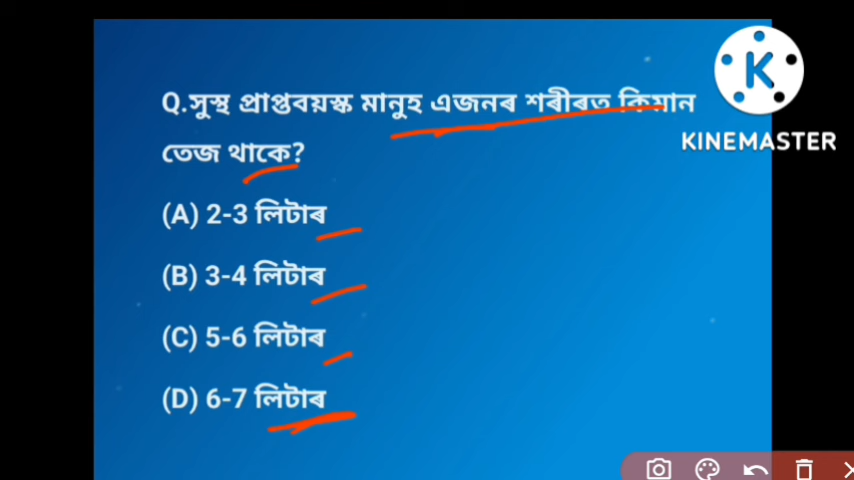 Q.সুস্থ প্ৰাপ্তবয়স্ক মানুহ এজনৰ শৰীৰত কিমান
তেজ থাকে?
(A) 2-3 লিটাৰ
(B) 3-4 লিটাৰ
(C) 5-6 লিটাৰ
(D) 6-7 লিটাৰ
K
KINEMASTER